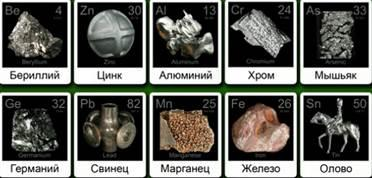 Be 4 Zn 30 Al 13 Cr 24 As 33
Beryllium Zinc Aluminum Chromium Arsenic
Бериллий Цинк Алюминий Хром Мышьяк
Ge 32 Pb 82 Mn 25 Fe 26 Sn 50
Germanium Lead Manganese Iron Tin
Германий Свинец Марганец Железо Олово